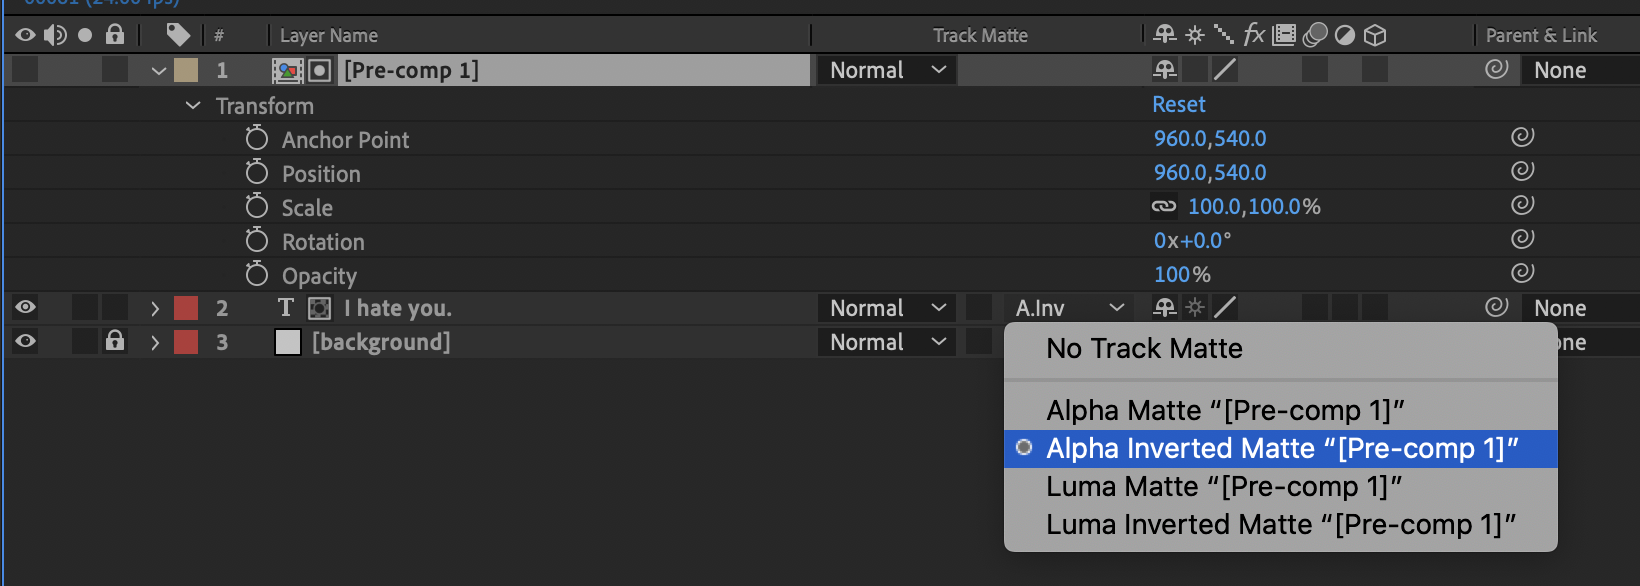 00081 (24.00 fps)
# Layer Name Track Matte fx Parent & Link
1 [Pre-comp 1] Normal None
Transform Reset
Anchor Point 960.0,540.0
Position 960.0,540.0
Scale 100.0,100.0%
Rotation 0x+0.0°
Opacity 100%
2 T I hate you. Normal A.Inv None
3 [background] Normal one
No Track Matte
Alpha Matte “[Pre-comp 1]”
Alpha Inverted Matte “[Pre-comp 1]”
Luma Matte “[Pre-comp 1]”
Luma Inverted Matte “[Pre-comp 1]”